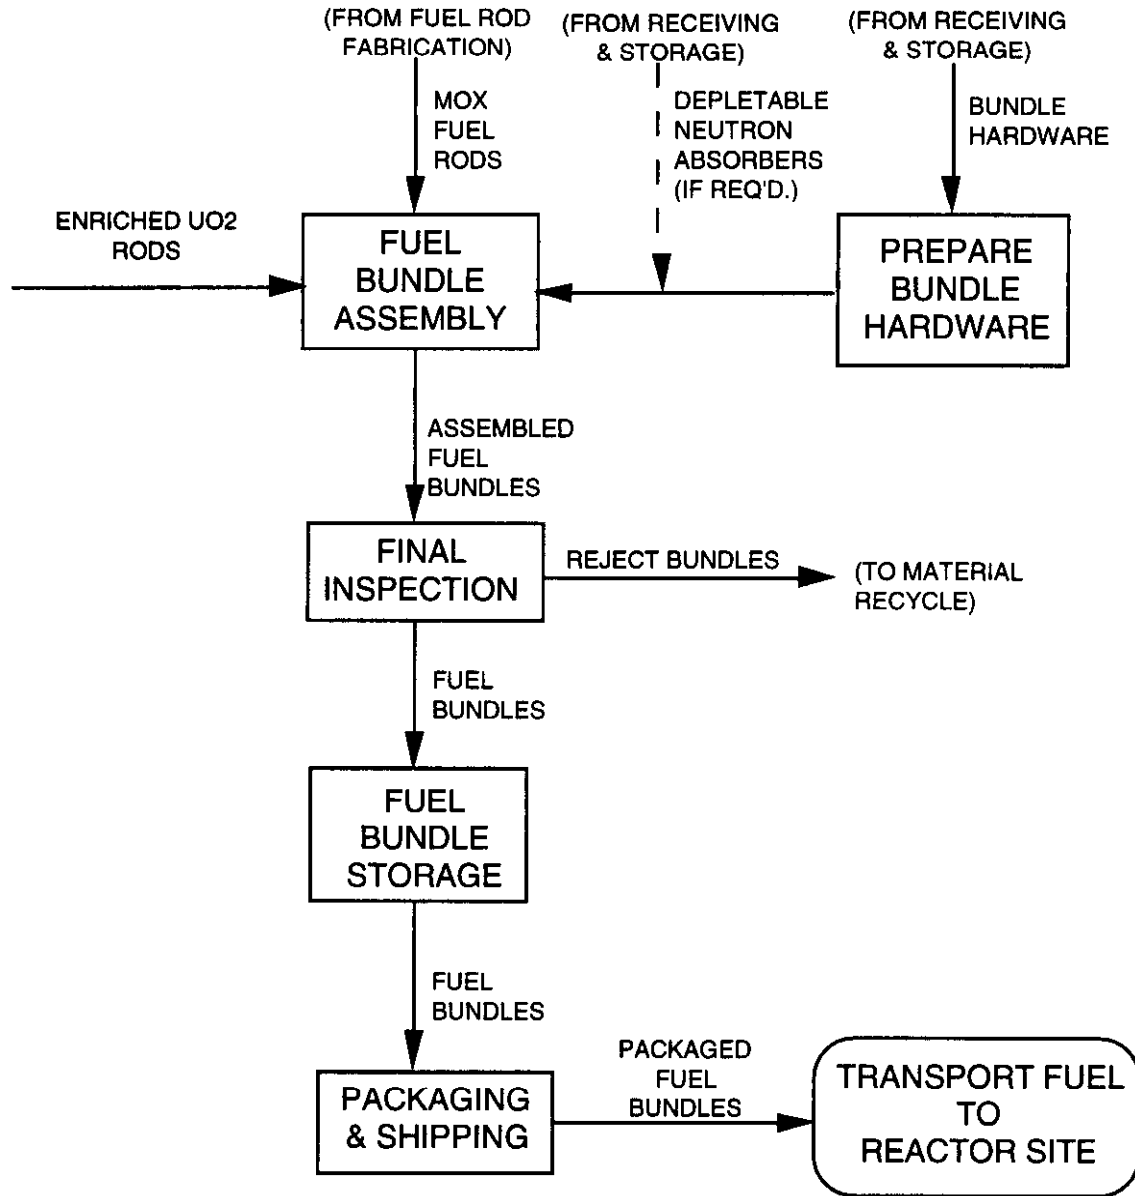 (FROM FUEL ROD
FABRICATION)
(FROM RECEIVING
& STORAGE)
(FROM RECEIVING
& STORAGE)
MOX
FUEL
RODS
DEPLETABLE
NEUTRON
ABSORBERS
(IF REQ'D.)
BUNDLE
HARDWARE
ENRICHED UO2
RODS
FUEL
BUNDLE
ASSEMBLY
PREPARE
BUNDLE
HARDWARE
ASSEMBLED
FUEL
BUNDLES
FINAL
INSPECTION
REJECT BUNDLES
(TO MATERIAL
RECYCLE)
FUEL
BUNDLES
FUEL
BUNDLE
STORAGE
FUEL
BUNDLES
PACKAGING
& SHIPPING
PACKAGED
FUEL
BUNDLES
TRANSPORT FUEL
TO
REACTOR SITE